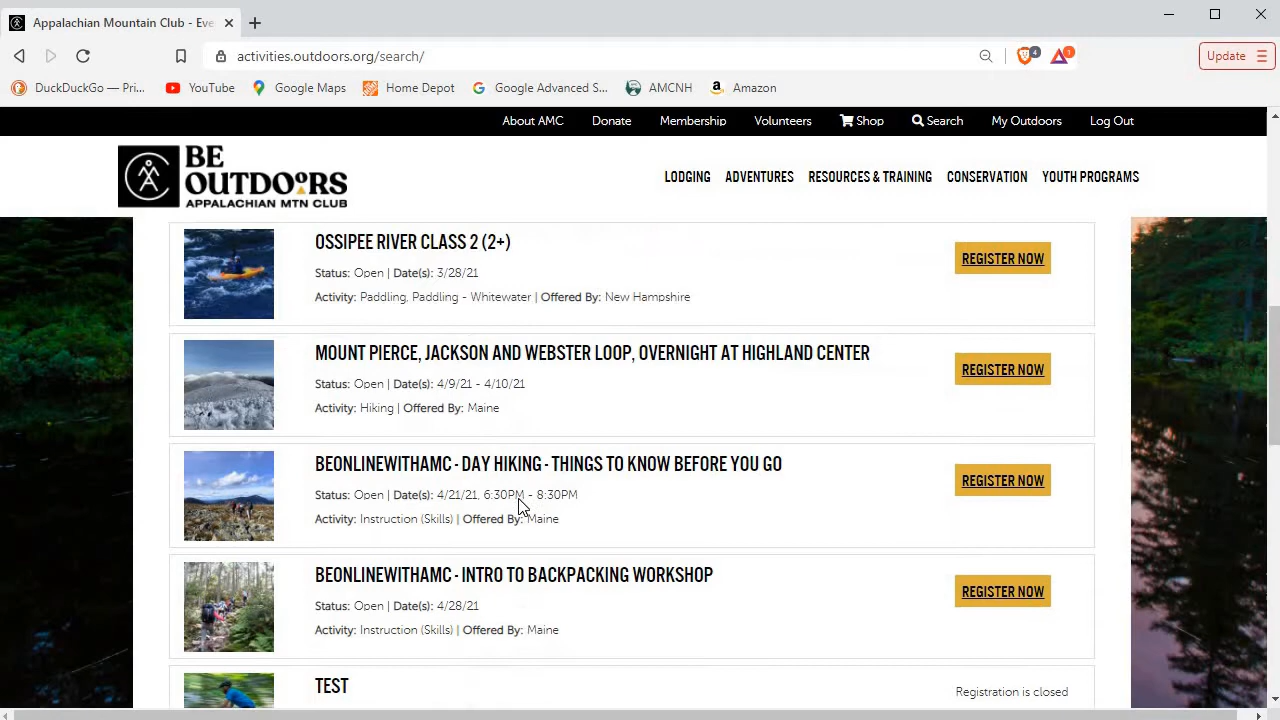 Appalachian Mountain Club - Eve
activities.outdoors.org/search/
4
1
Update
DuckDuckGo — Pri...
YouTube
Google Maps
Home Depot
Google Advanced S...
AMCNH
Amazon
About AMC
Donate
Membership
Volunteers
Shop
Search
My Outdoors
Log Out
BE
OUTDOORS
APPALACHIAN MTN CLUB
LODGING
ADVENTURES
RESOURCES & TRAINING
CONSERVATION
YOUTH PROGRAMS
OSSIPEE RIVER CLASS 2 (2+)
REGISTER NOW
Status: Open | Date(s): 3/28/21
Activity: Paddling, Paddling - Whitewater | Offered By: New Hampshire
MOUNT PIERCE, JACKSON AND WEBSTER LOOP, OVERNIGHT AT HIGHLAND CENTER
REGISTER NOW
Status: Open | Date(s): 4/9/21 - 4/10/21
Activity: Hiking | Offered By: Maine
BEONLINEWITHAMC - DAY HIKING - THINGS TO KNOW BEFORE YOU GO
REGISTER NOW
Status: Open | Date(s): 4/21/21, 6:30PM - 8:30PM
Activity: Instruction (Skills) | Offered By: Maine
BEONLINEWITHAMC - INTRO TO BACKPACKING WORKSHOP
REGISTER NOW
Status: Open | Date(s): 4/28/21
Activity: Instruction (Skills) | Offered By: Maine
TEST
Registration is closed